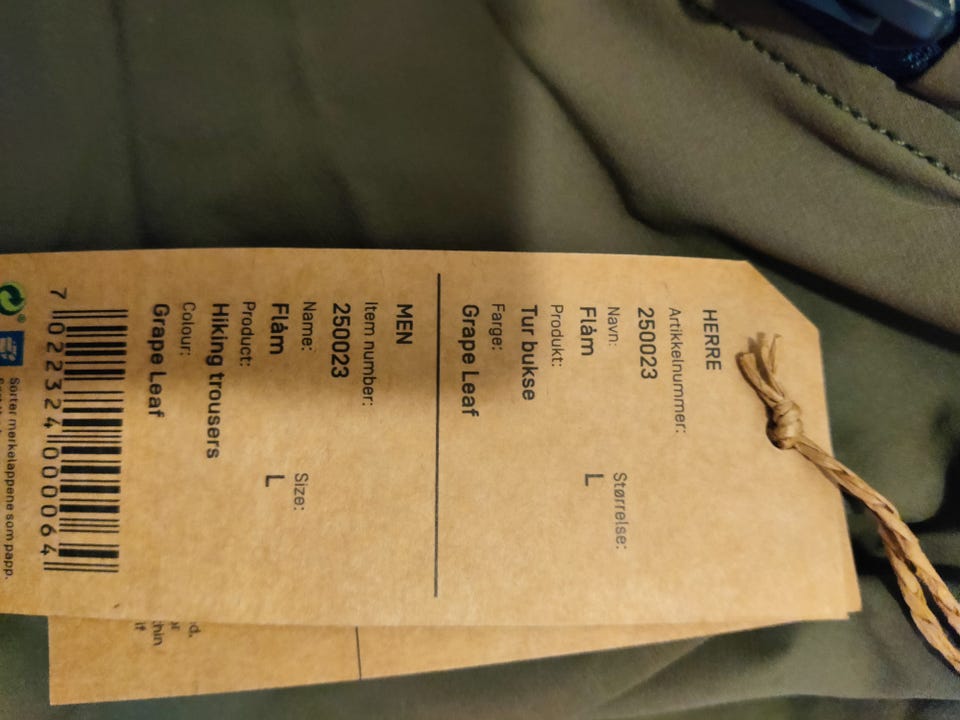 HERRE
Artikkelnummer:
250023
Navn: Størrelse:
Flåm L
Produkt:
Tur bukse
Farge:
Grape Leaf
MEN
Item number:
250023
Name: Size:
Flåm L
Product:
Hiking trousers
Colour:
Grape Leaf
7 022324 000064
Sorter merkelappene som papp.